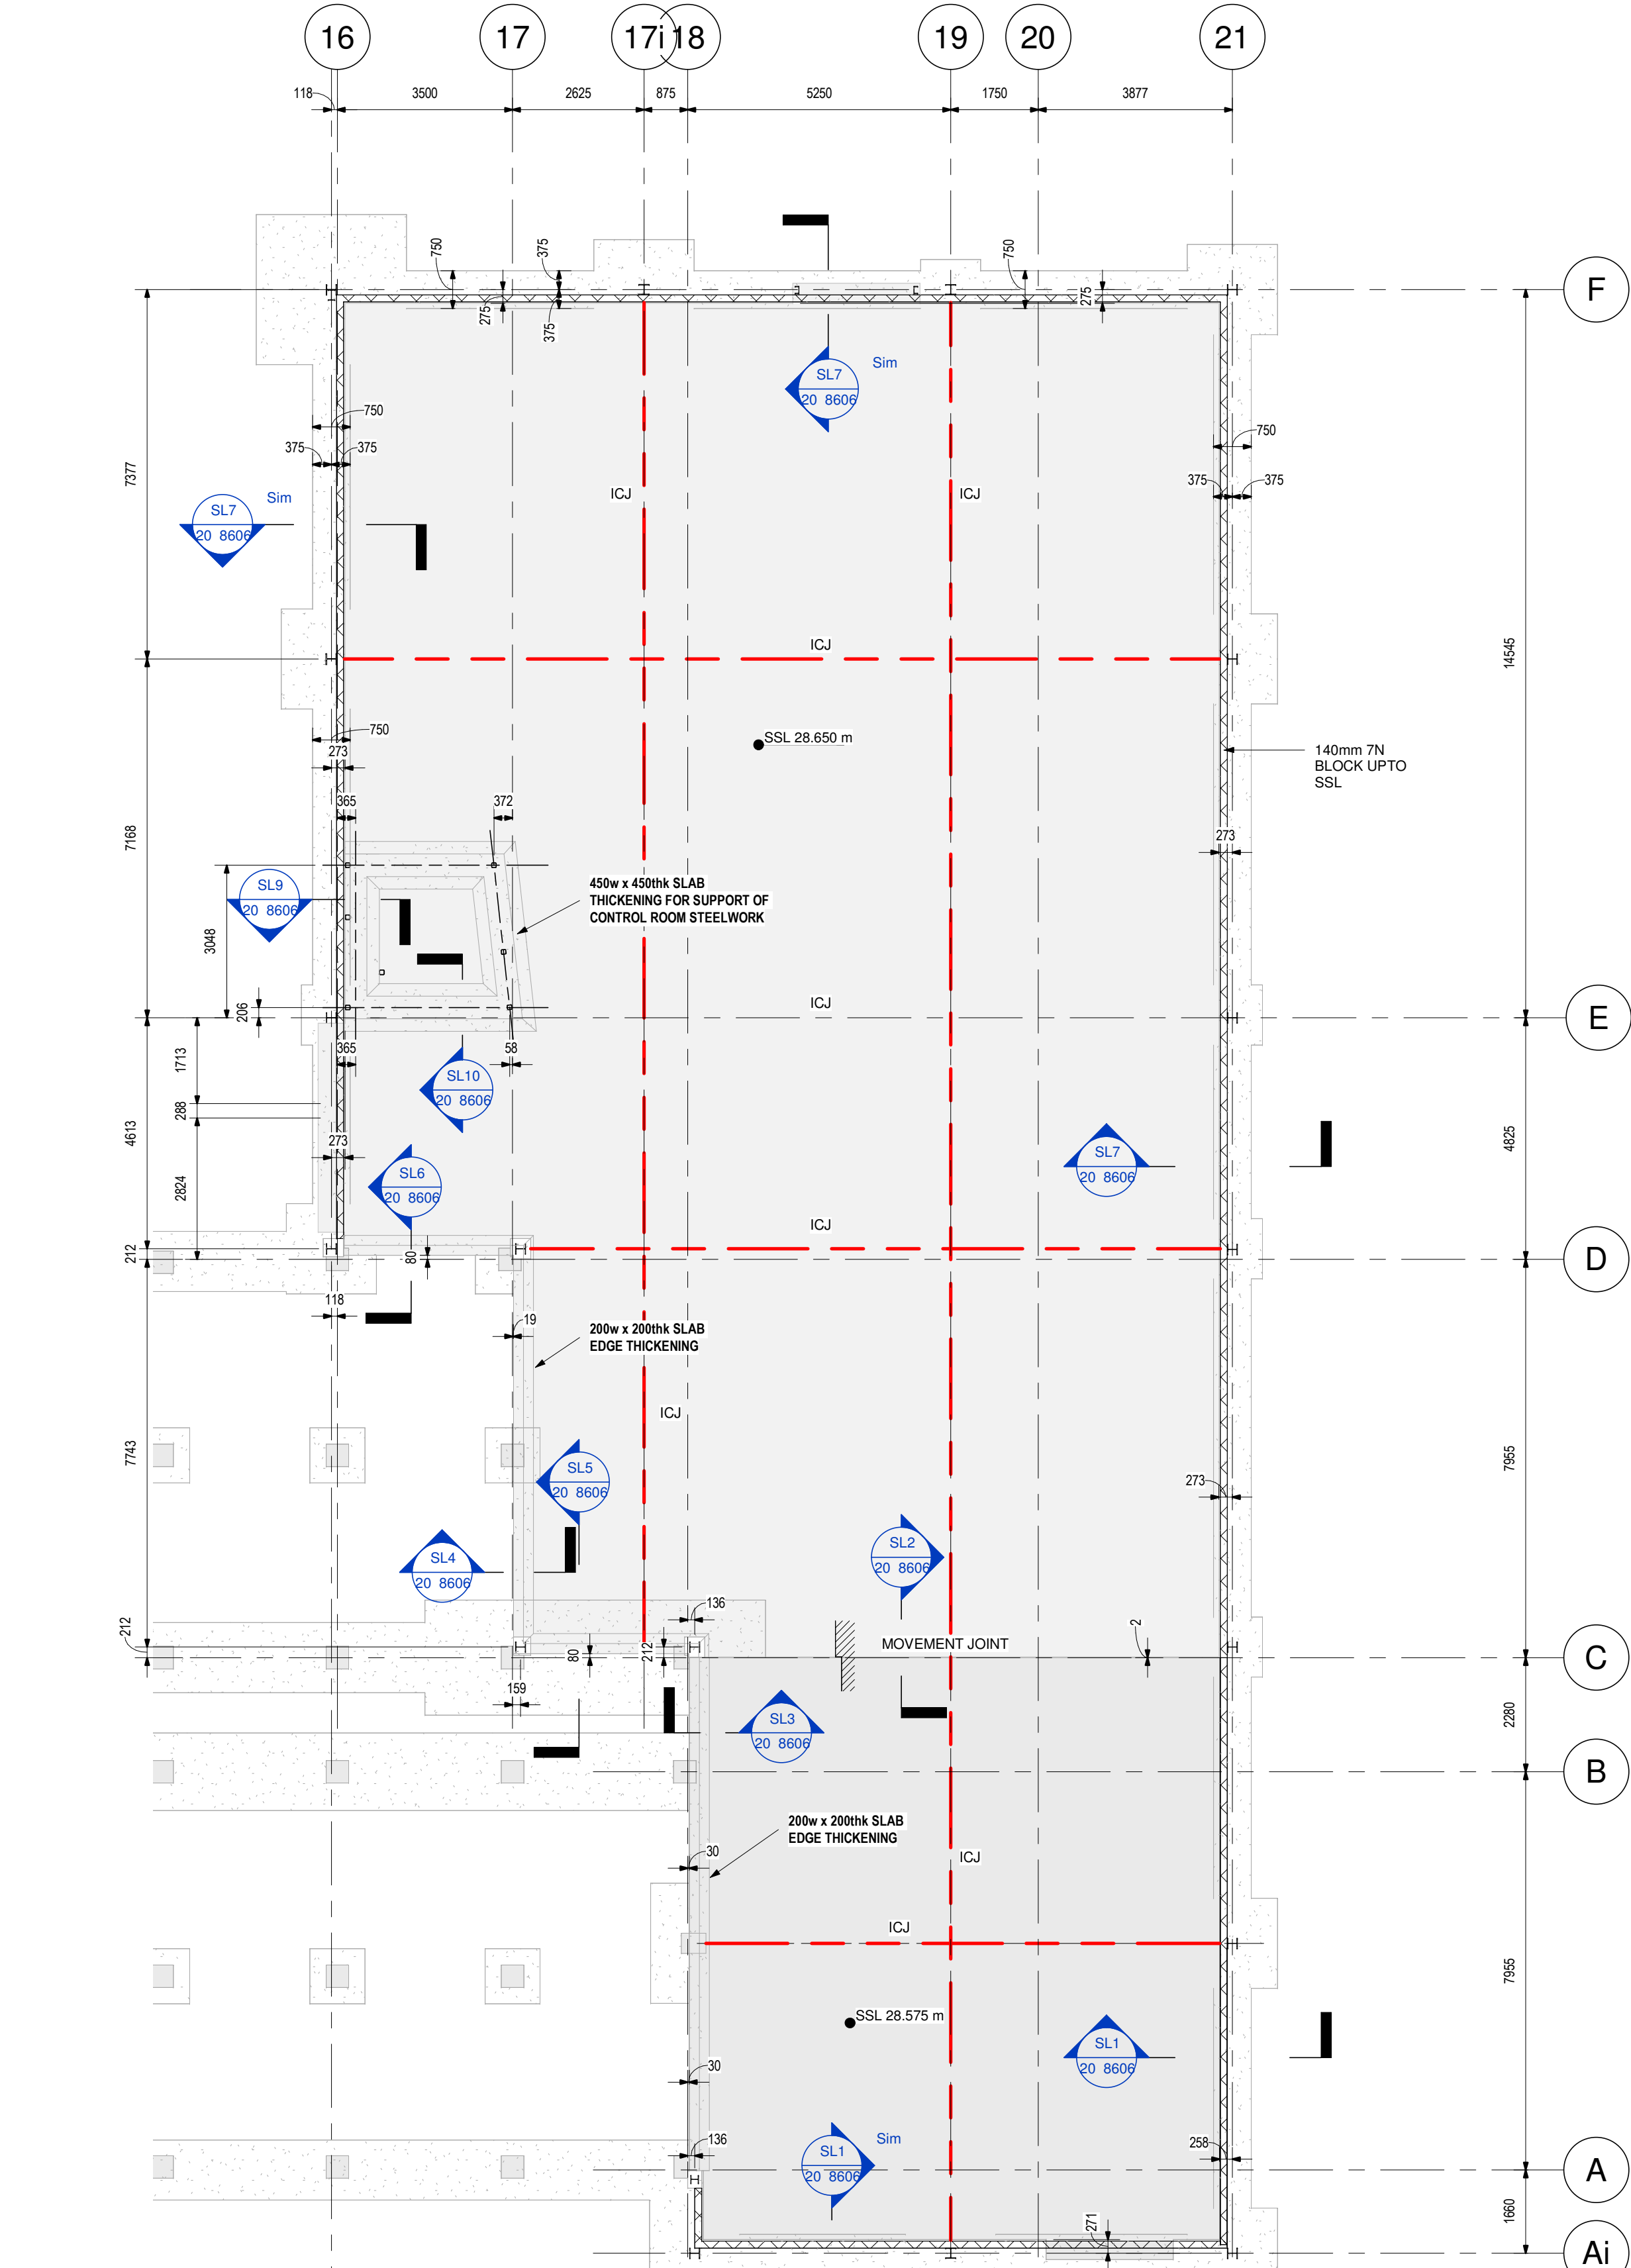 16 17 17i 18 19 20 21
118 3500 2625 875 5250 1750 3877
F
750 375 750
275 375 275
SL7 Sim
20 8606
750
375 375
750
375 375
7377
ICJ ICJ
SL7 Sim
20 8606
ICJ
14545
750
273
SSL 28.650 m
140mm 7N
BLOCK UPTO
SSL
365 372
7168
273
450w x 450thk SLAB
THICKENING FOR SUPPORT OF
CONTROL ROOM STEELWORK
SL9
20 8606
3048
206
ICJ
E
365 58
1713
SL10
20 8606
288
4613
273
4825
SL7
20 8606
SL6
20 8606
2824
ICJ
212
80
D
118
19
200w x 200thk SLAB
EDGE THICKENING
ICJ
7743
7955
SL5
20 8606
273
SL4
20 8606
SL2
20 8606
136
212
80
212
MOVEMENT JOINT
2
C
159
SL3
20 8606
2280
B
200w x 200thk SLAB
EDGE THICKENING
30
ICJ
ICJ
7955
SSL 28.575 m
SL1
20 8606
30
136
SL1 Sim
20 8606
258
A
271
1660
Ai